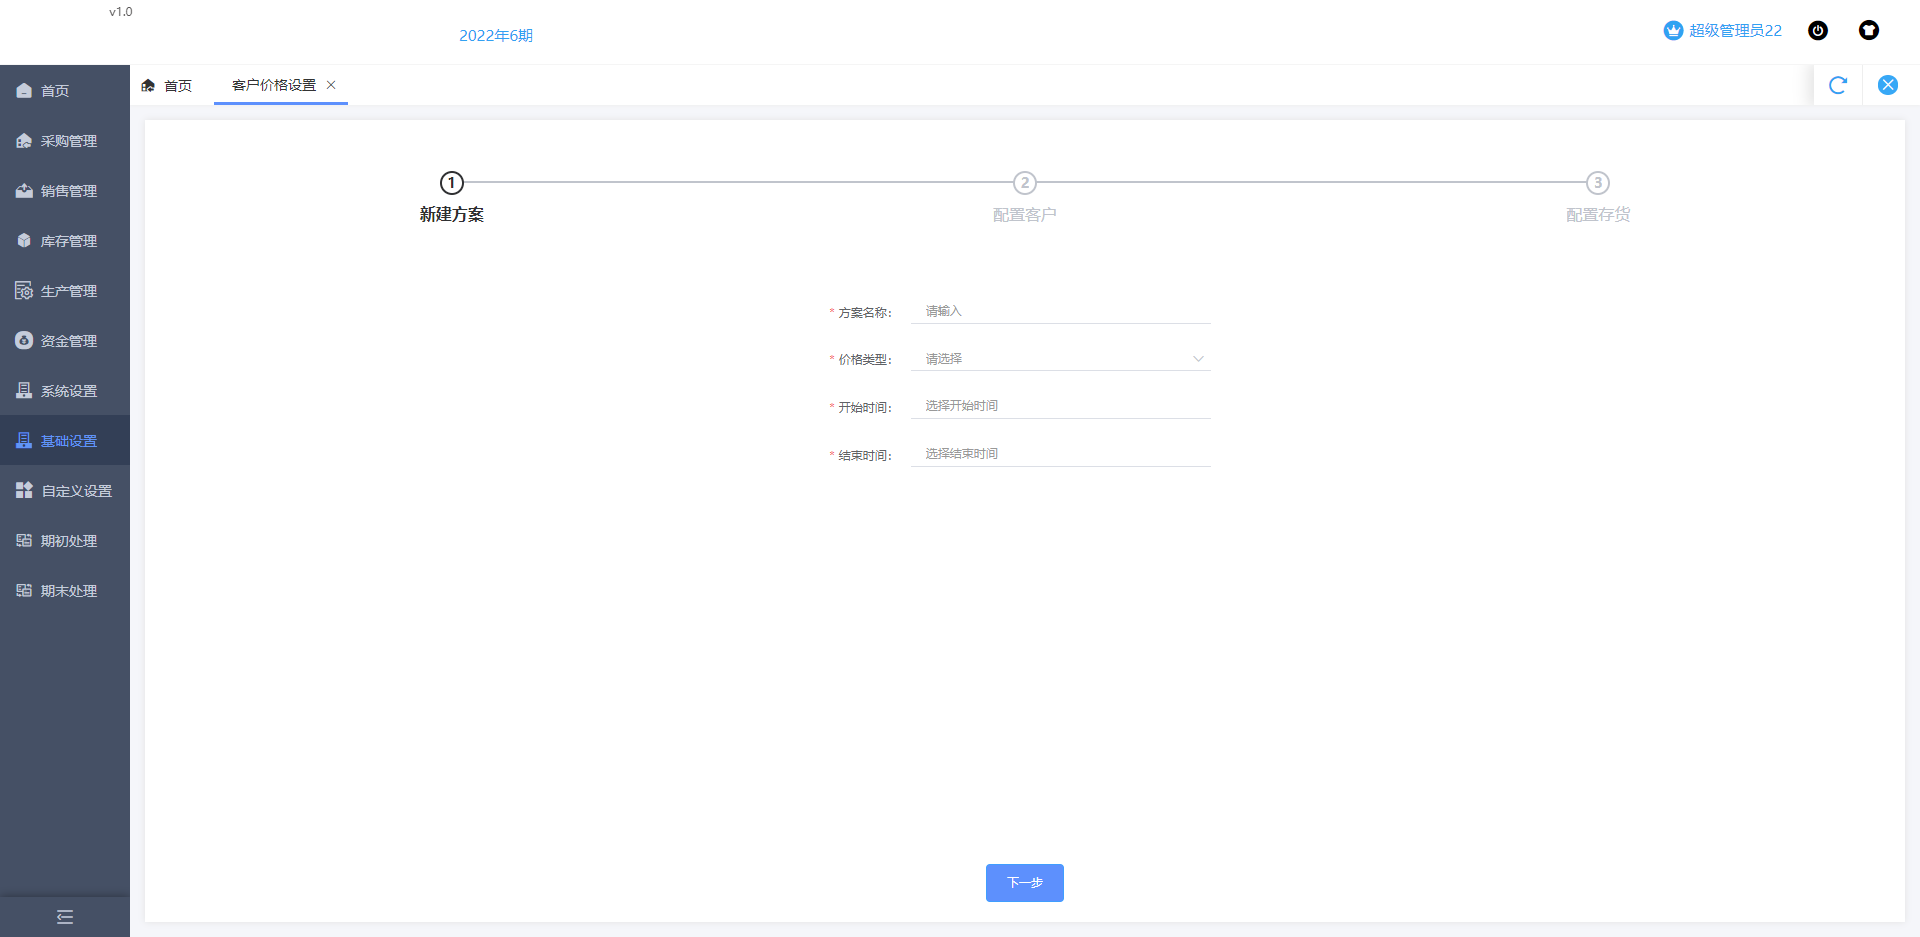 v1.0
2022年6期
超级管理员22
首页
采购管理
销售管理
库存管理
生产管理
资金管理
系统设置
基础设置
自定义设置
期初处理
期末处理
首页
客户价格设置
1
新建方案
2
配置客户
3
配置存货
* 方案名称：
请输入
* 价格类型：
请选择
* 开始时间：
选择开始时间
* 结束时间：
选择结束时间
下一步